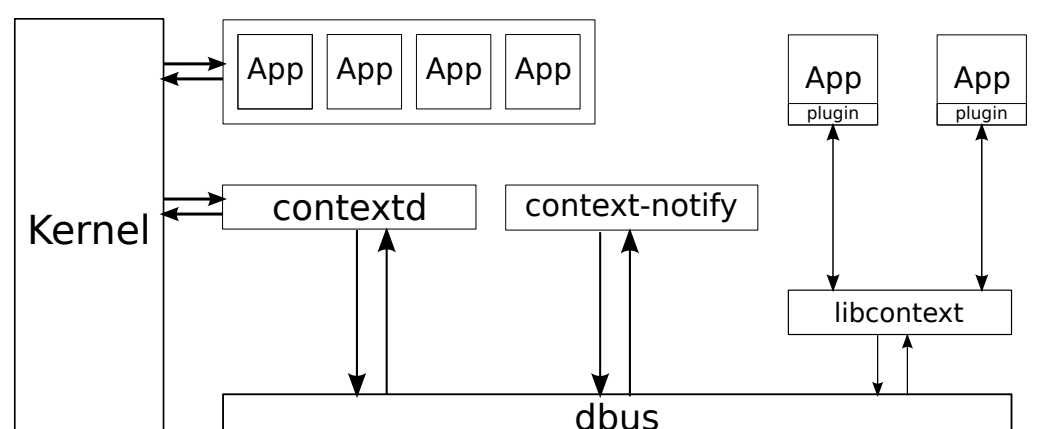 App App App App
App App
plugin plugin
Kernel
contextd
context-notify
libcontext
dbus